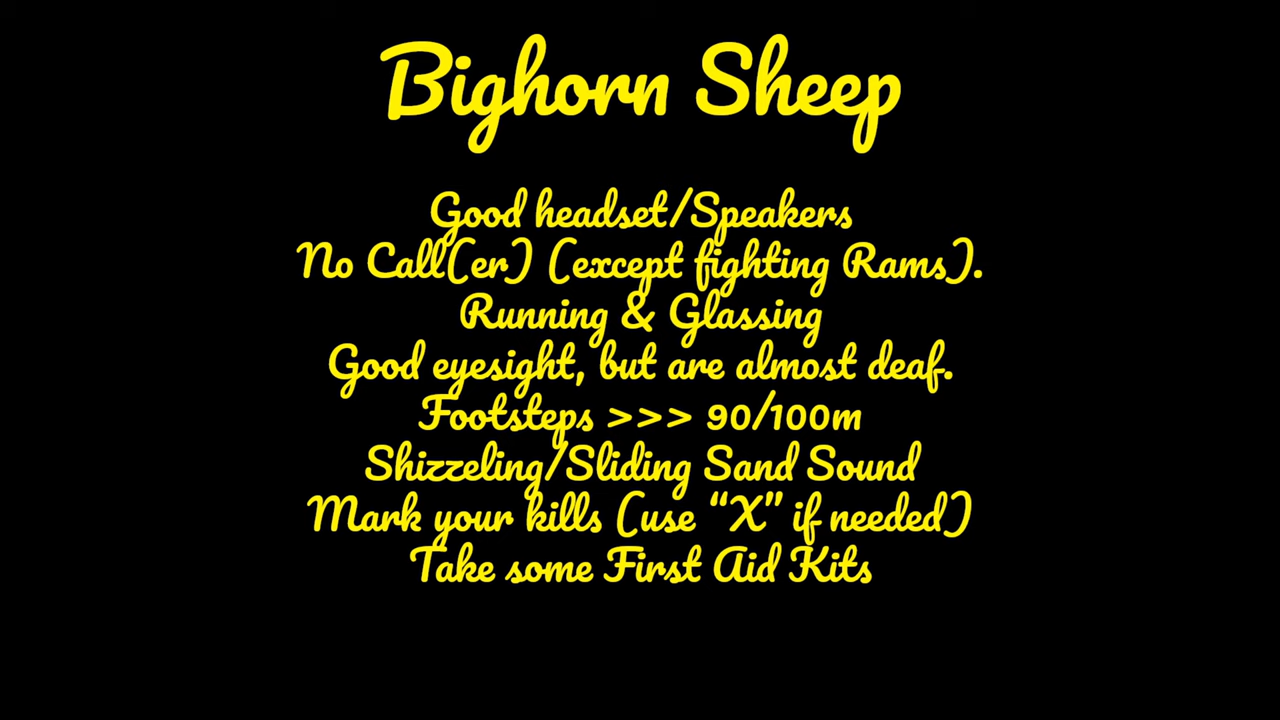 Bighorn Sheep
Good headset/Speakers
No Call(er) (except fighting Rams).
Running & Glassing
Good eyesight, but are almost deaf.
Footsteps >>> 90/100m
Shizzeling/Sliding Sand Sound
Mark your kills (use “X” if needed)
Take some First Aid Kits